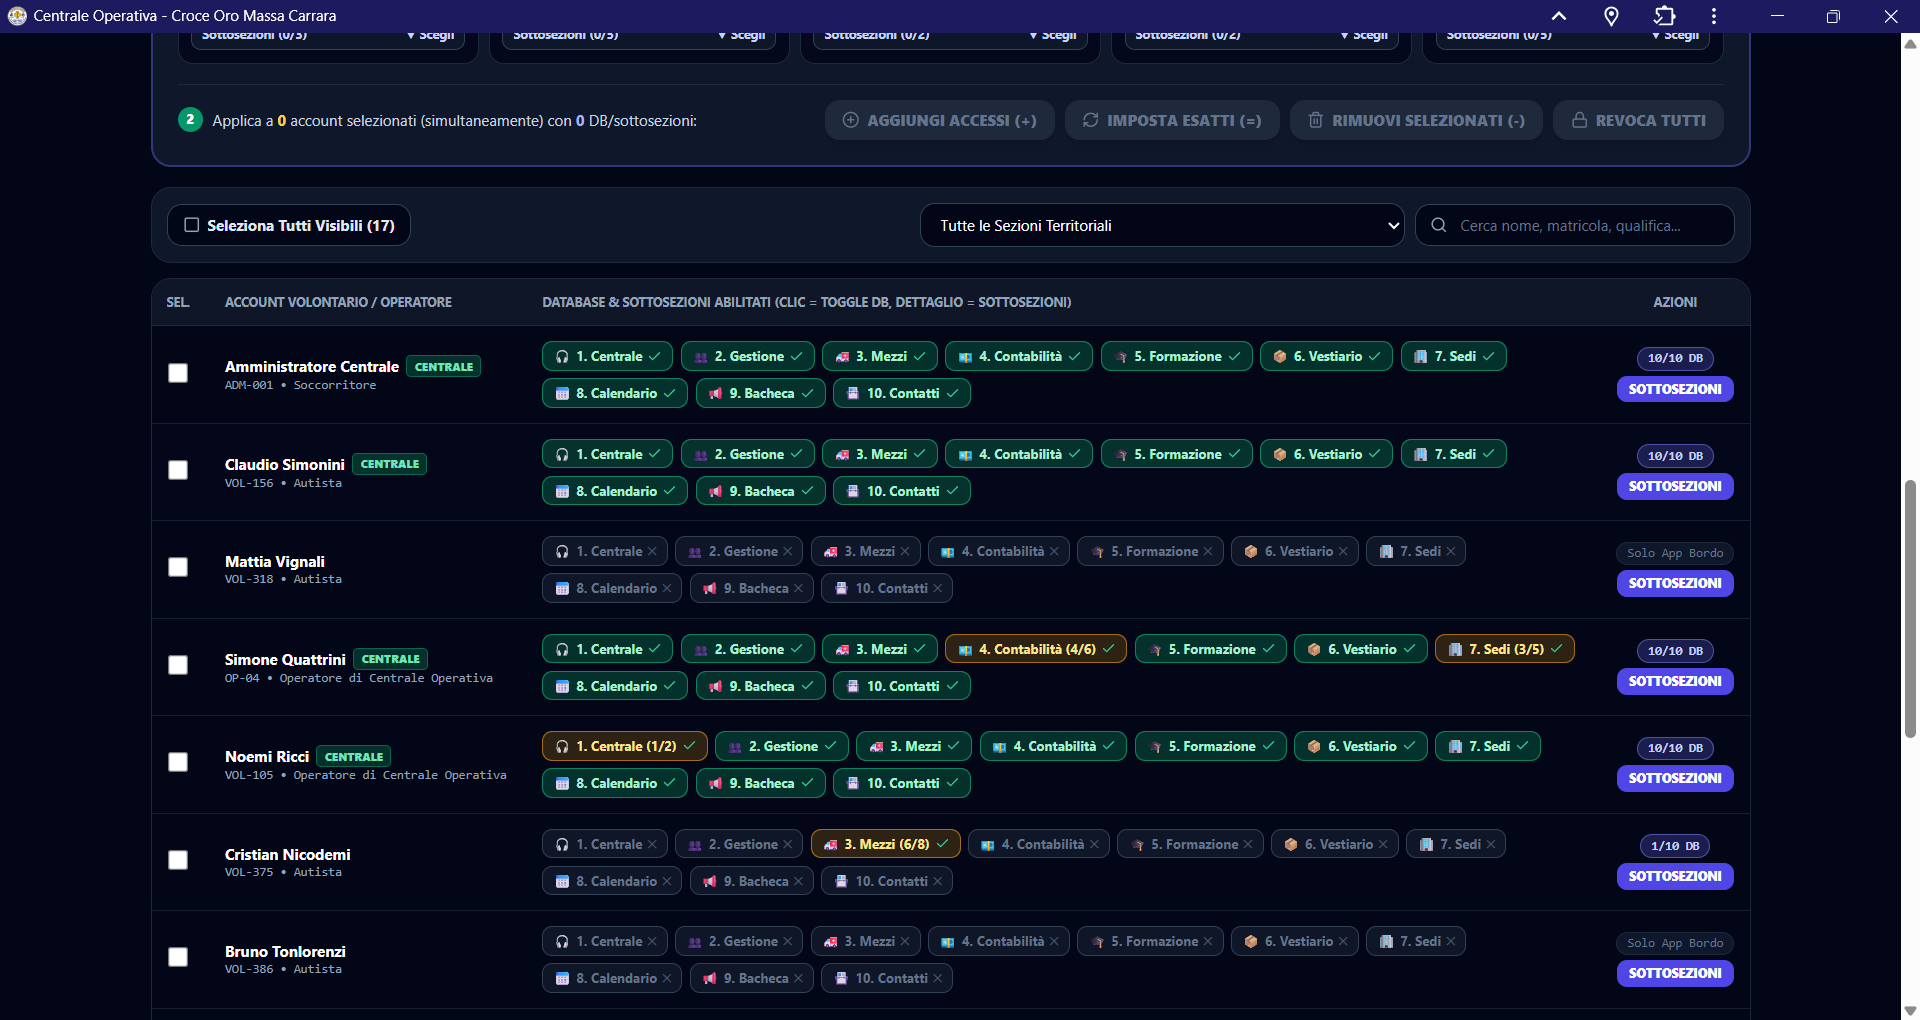 Centrale Operativa - Croce Oro Massa Carrara
Sottosezioni (0/3) ▼ Scegli Sottosezioni (0/5) ▼ Scegli Sottosezioni (0/2) ▼ Scegli Sottosezioni (0/2) ▼ Scegli Sottosezioni (0/5) ▼ Scegli
2 Applica a 0 account selezionati (simultaneamente) con 0 DB/sottosezioni: AGGIUNGI ACCESSI (+) IMPOSTA ESATTI (=) RIMUOVI SELEZIONATI (-) REVOCA TUTTI
Seleziona Tutti Visibili (17) Tutte le Sezioni Territoriali Cerca nome, matricola, qualifica...
SEL. ACCOUNT VOLONTARIO / OPERATORE DATABASE & SOTTOSEZIONI ABILITATI (CLIC = TOGGLE DB, DETTAGLIO = SOTTOSEZIONI) AZIONI
Amministratore Centrale CENTRALE
ADM-001 • Soccorritore
1. Centrale ✓ 2. Gestione ✓ 3. Mezzi ✓ 4. Contabilità ✓ 5. Formazione ✓ 6. Vestiario ✓ 7. Sedi ✓
8. Calendario ✓ 9. Bacheca ✓ 10. Contatti ✓
10/10 DB
SOTTOSEZIONI
Claudio Simonini CENTRALE
VOL-156 • Autista
1. Centrale ✓ 2. Gestione ✓ 3. Mezzi ✓ 4. Contabilità ✓ 5. Formazione ✓ 6. Vestiario ✓ 7. Sedi ✓
8. Calendario ✓ 9. Bacheca ✓ 10. Contatti ✓
10/10 DB
SOTTOSEZIONI
Mattia Vignali
VOL-318 • Autista
1. Centrale ✕ 2. Gestione ✕ 3. Mezzi ✕ 4. Contabilità ✕ 5. Formazione ✕ 6. Vestiario ✕ 7. Sedi ✕
8. Calendario ✕ 9. Bacheca ✕ 10. Contatti ✕
Solo App Bordo
SOTTOSEZIONI
Simone Quattrini CENTRALE
OP-04 • Operatore di Centrale Operativa
1. Centrale ✓ 2. Gestione ✓ 3. Mezzi ✓ 4. Contabilità (4/6) ✓ 5. Formazione ✓ 6. Vestiario ✓ 7. Sedi (3/5) ✓
8. Calendario ✓ 9. Bacheca ✓ 10. Contatti ✓
10/10 DB
SOTTOSEZIONI
Noemi Ricci CENTRALE
VOL-105 • Operatore di Centrale Operativa
1. Centrale (1/2) ✓ 2. Gestione ✓ 3. Mezzi ✓ 4. Contabilità ✓ 5. Formazione ✓ 6. Vestiario ✓ 7. Sedi ✓
8. Calendario ✓ 9. Bacheca ✓ 10. Contatti ✓
10/10 DB
SOTTOSEZIONI
Cristian Nicodemi
VOL-375 • Autista
1. Centrale ✕ 2. Gestione ✕ 3. Mezzi (6/8) ✓ 4. Contabilità ✕ 5. Formazione ✕ 6. Vestiario ✕ 7. Sedi ✕
8. Calendario ✕ 9. Bacheca ✕ 10. Contatti ✕
1/10 DB
SOTTOSEZIONI
Bruno Tonlorenzi
VOL-386 • Autista
1. Centrale ✕ 2. Gestione ✕ 3. Mezzi ✕ 4. Contabilità ✕ 5. Formazione ✕ 6. Vestiario ✕ 7. Sedi ✕
8. Calendario ✕ 9. Bacheca ✕ 10. Contatti ✕
Solo App Bordo
SOTTOSEZIONI